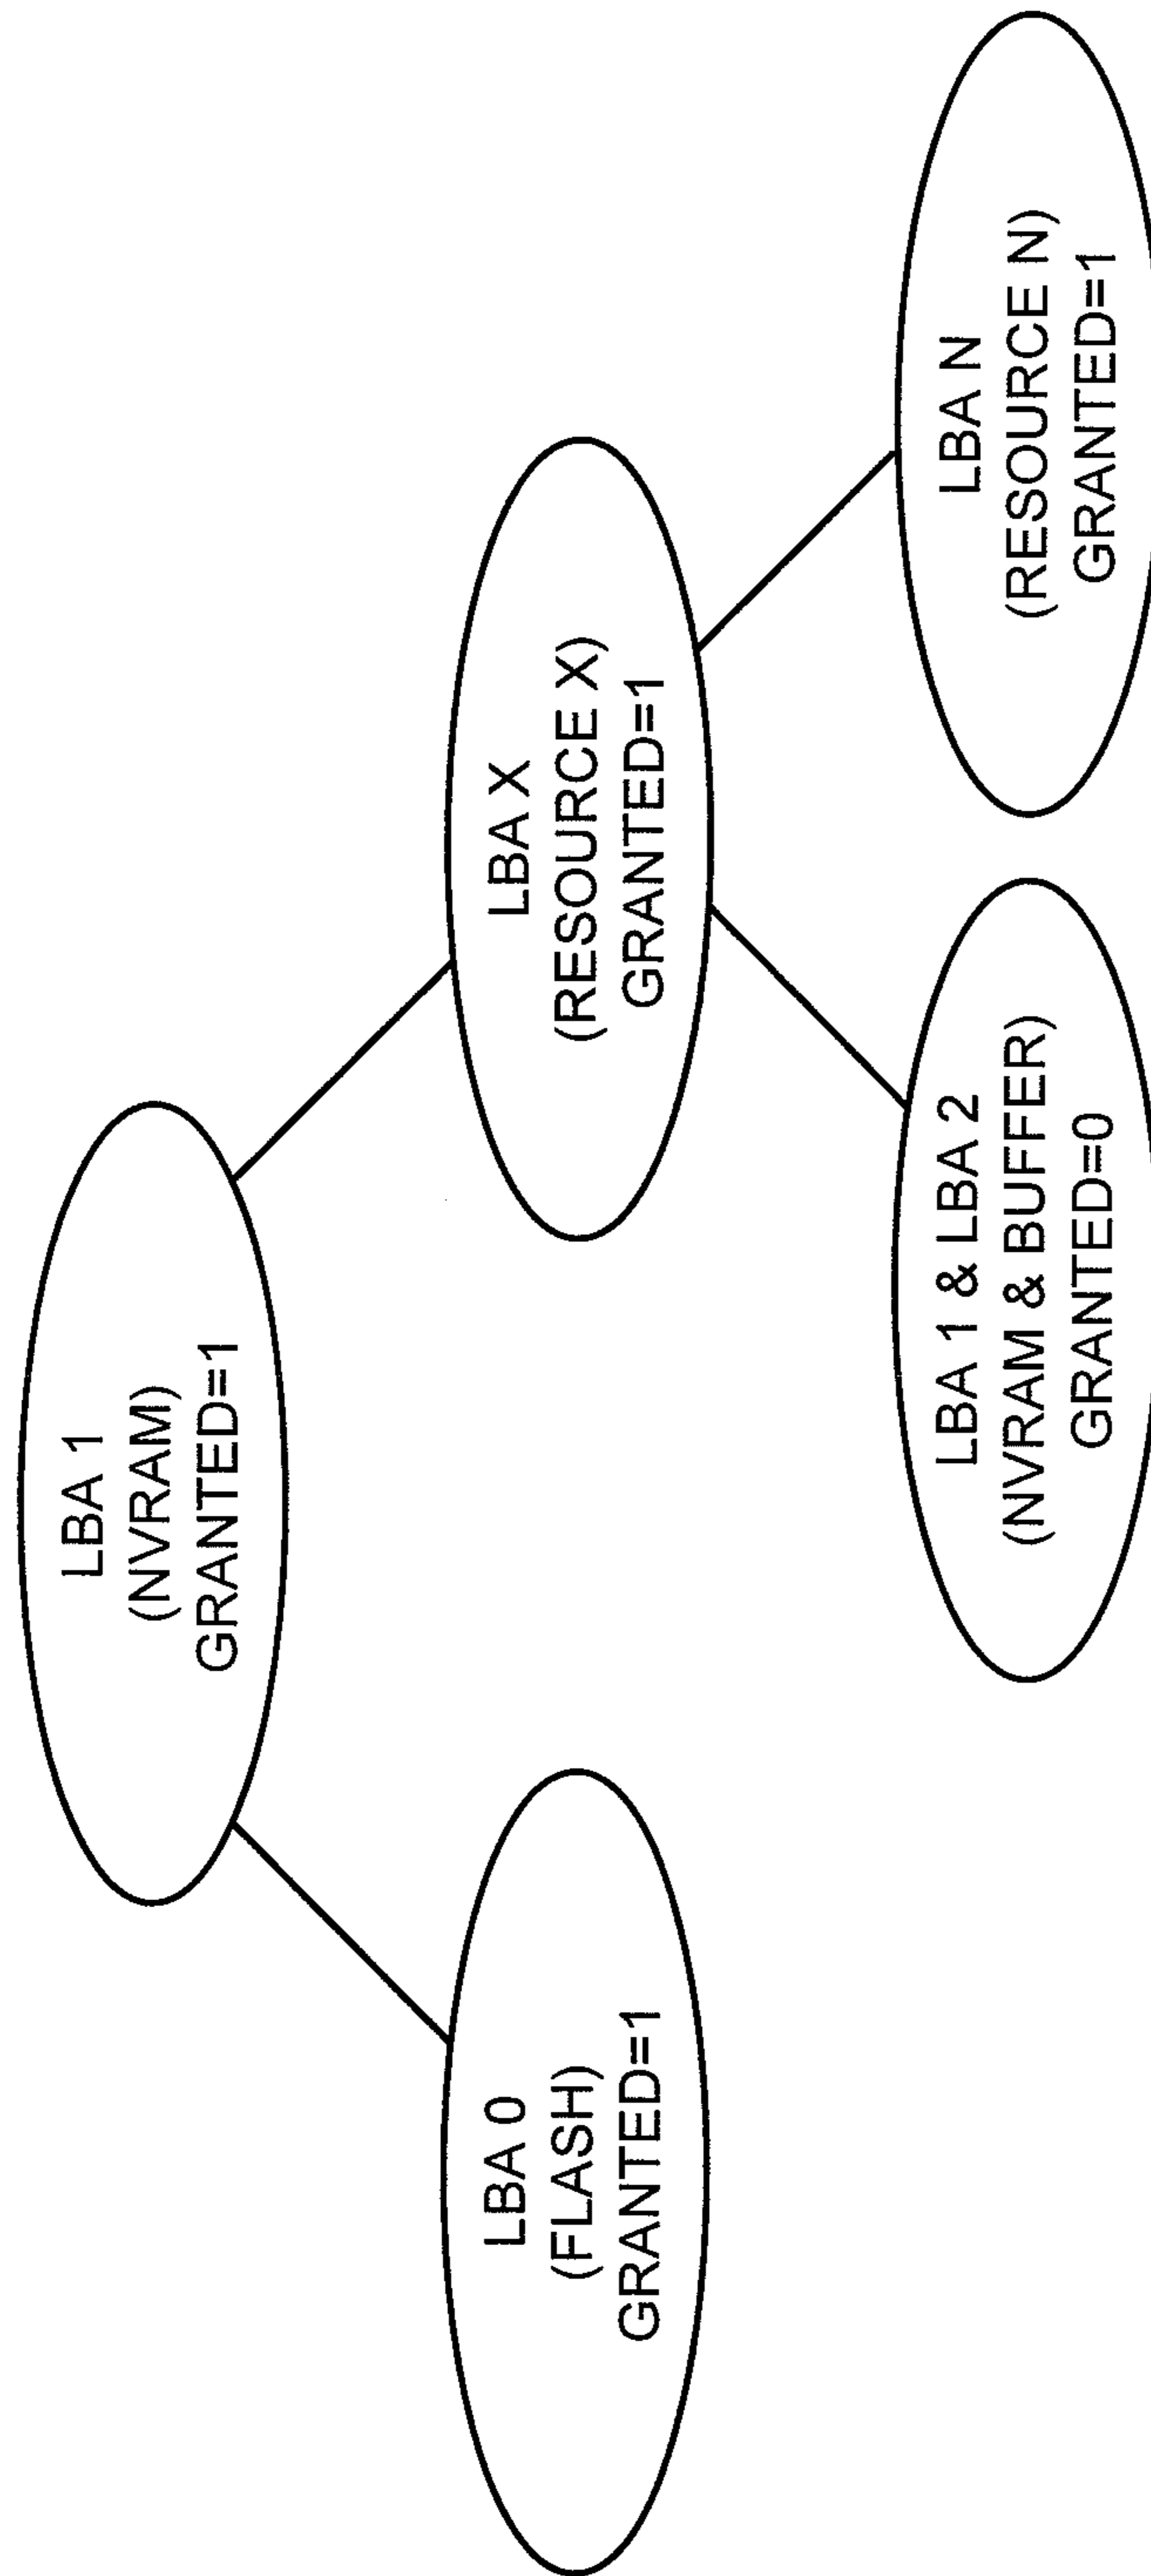 LBA 1
(NVRAM)
GRANTED=1
LBA 0
(FLASH)
GRANTED=1
LBA X
(RESOURCE X)
GRANTED=1
LBA 1 & LBA 2
(NVRAM & BUFFER)
GRANTED=0
LBA N
(RESOURCE N)
GRANTED=1